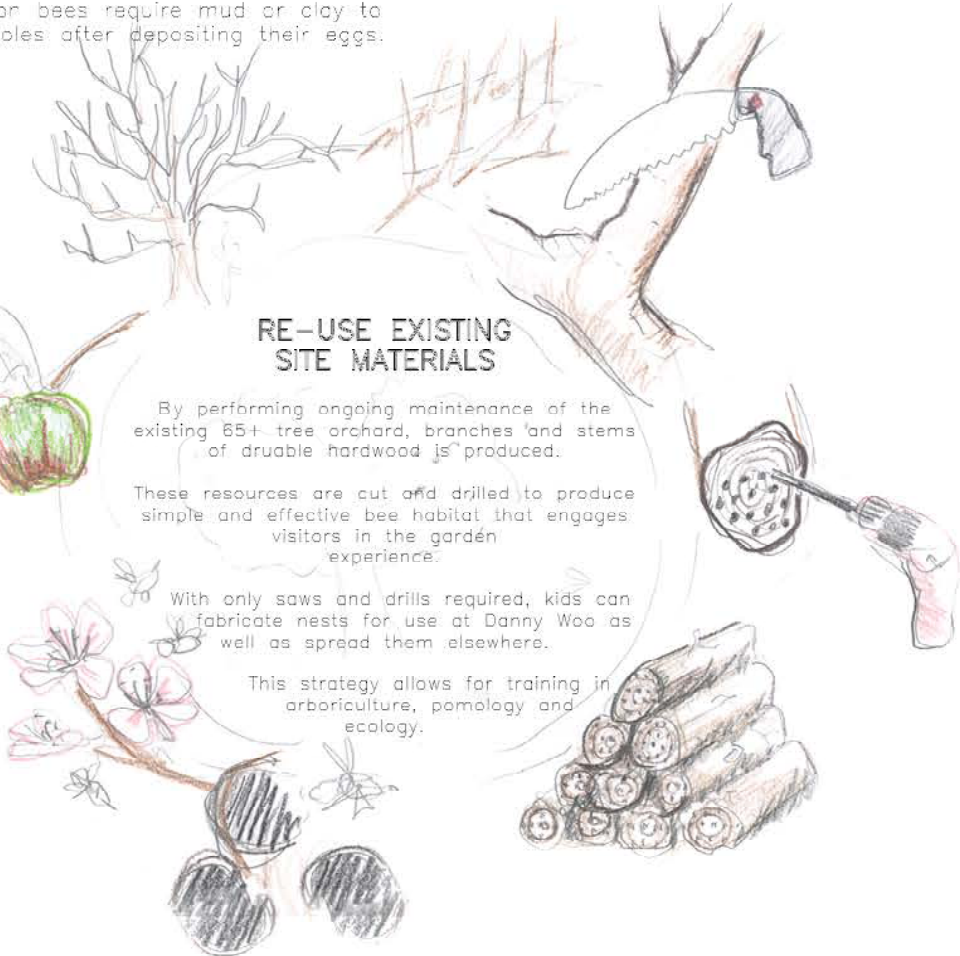 on bees require mud or clay to
oles after depositing their eggs.
RE-USE EXISTING
SITE MATERIALS
By performing ongoing maintenance of the
existing 65+ tree orchard, branches and stems
of druable hardwood is produced.
These resources are cut and drilled to produce
simple and effective bee habitat that engages
visitors in the garden
experience.
With only saws and drills required, kids can
fabricate nests for use at Danny Woo as
well as spread them elsewhere.
This strategy allows for training in
arboriculture, pomology and
ecology.